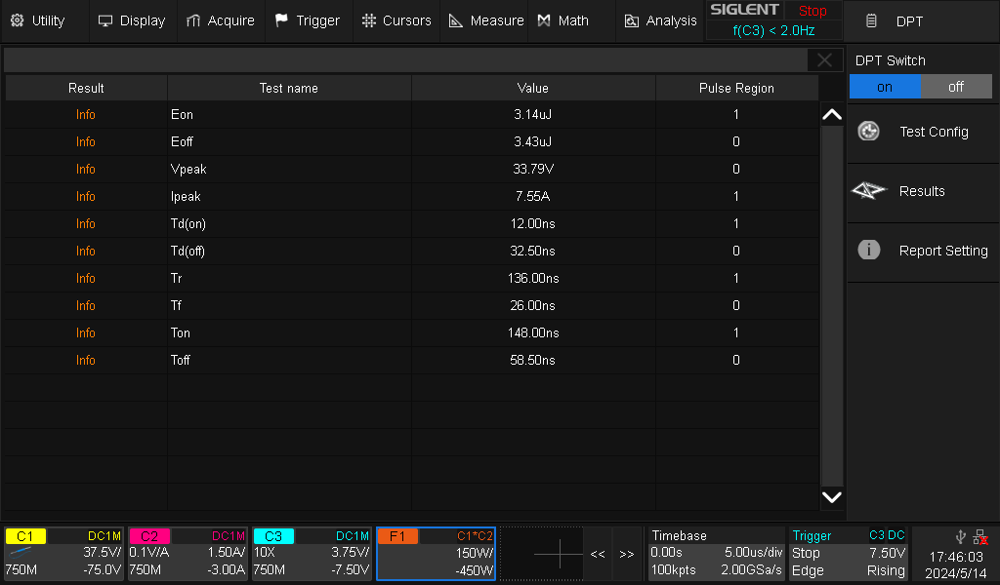 Utility Display Acquire Trigger Cursors Measure Math Analysis SIGLENT Stop DPT
f(C3) < 2.0Hz
DPT Switch
on off
Test Config
Results
Report Setting
Result Test name Value Pulse Region
Info Eon 3.14uJ 1
Info Eoff 3.43uJ 0
Info Vpeak 33.79V 0
Info Ipeak 7.55A 1
Info Td(on) 12.00ns 1
Info Td(off) 32.50ns 0
Info Tr 136.00ns 1
Info Tf 26.00ns 0
Info Ton 148.00ns 1
Info Toff 58.50ns 0
C1 DC1M C2 DC1M C3 DC1M F1 C1*C2 Timebase Trigger C3 DC
37.5V/ 0.1V/A 1.50A/ 10X 3.75V/ 150W/ << >> 0.00s 5.00us/div Stop 7.50V 17:46:03
750M -75.0V 750M -3.00A 750M -7.50V -450W 100kpts 2.00GSa/s Edge Rising 2024/5/14